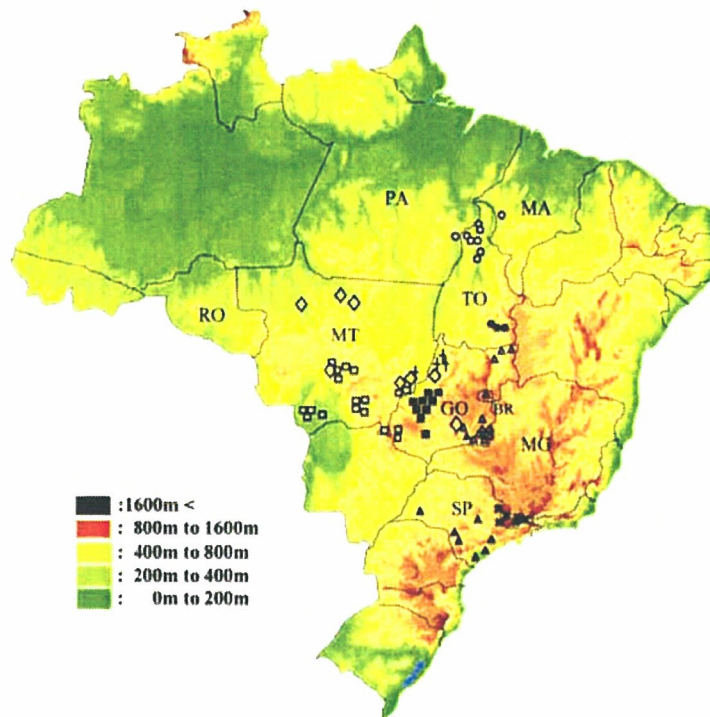 PA
MA
RO
TO
MT
GO
BR
MG
SP
:1600m <
: 800m to 1600m
: 400m to 800m
: 200m to 400m
: 0m to 200m